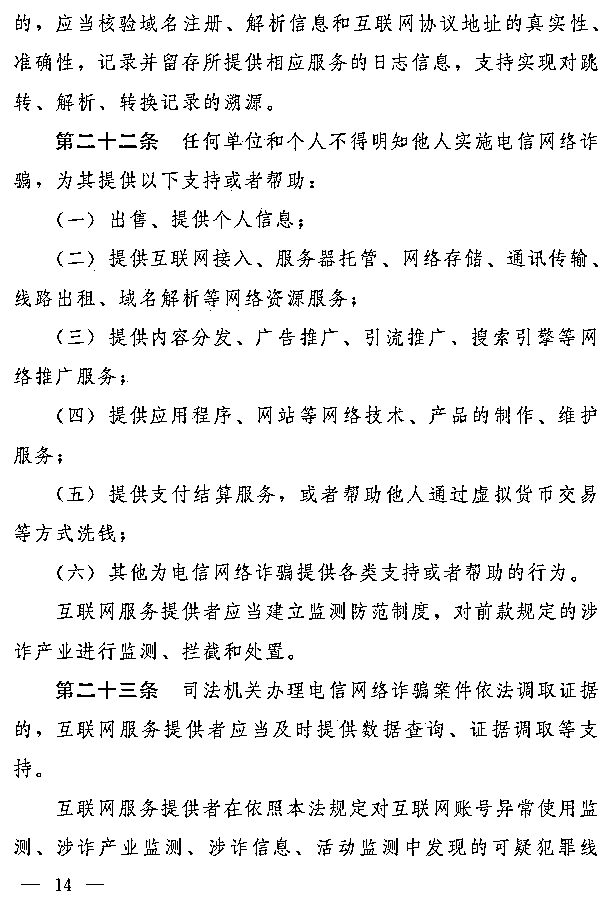 的，应当核验域名注册、解析信息和互联网协议地址的真实性、
准确性，记录并留存所提供相应服务的日志信息，支持实现对跳
转、解析、转换记录的溯源。
第二十二条　任何单位和个人不得明知他人实施电信网络诈
骗，为其提供以下支持或者帮助：
（一）出售、提供个人信息；
（二）提供互联网接入、服务器托管、网络存储、通讯传输、
线路出租、域名解析等网络资源服务；
（三）提供内容分发、广告推广、引流推广、搜索引擎等网
络推广服务；
（四）提供应用程序、网站等网络技术、产品的制作、维护
服务；
（五）提供支付结算服务，或者帮助他人通过虚拟货币交易
等方式洗钱；
（六）其他为电信网络诈骗提供各类支持或者帮助的行为。
互联网服务提供者应当建立监测防范制度，对前款规定的涉
诈产业进行监测、拦截和处置。
第二十三条　司法机关办理电信网络诈骗案件依法调取证据
的，互联网服务提供者应当及时提供数据查询、证据调取等支
持。
互联网服务提供者在依照本法规定对互联网账号异常使用监
测、涉诈产业监测、涉诈信息、活动监测中发现的可疑犯罪线
— 14 —